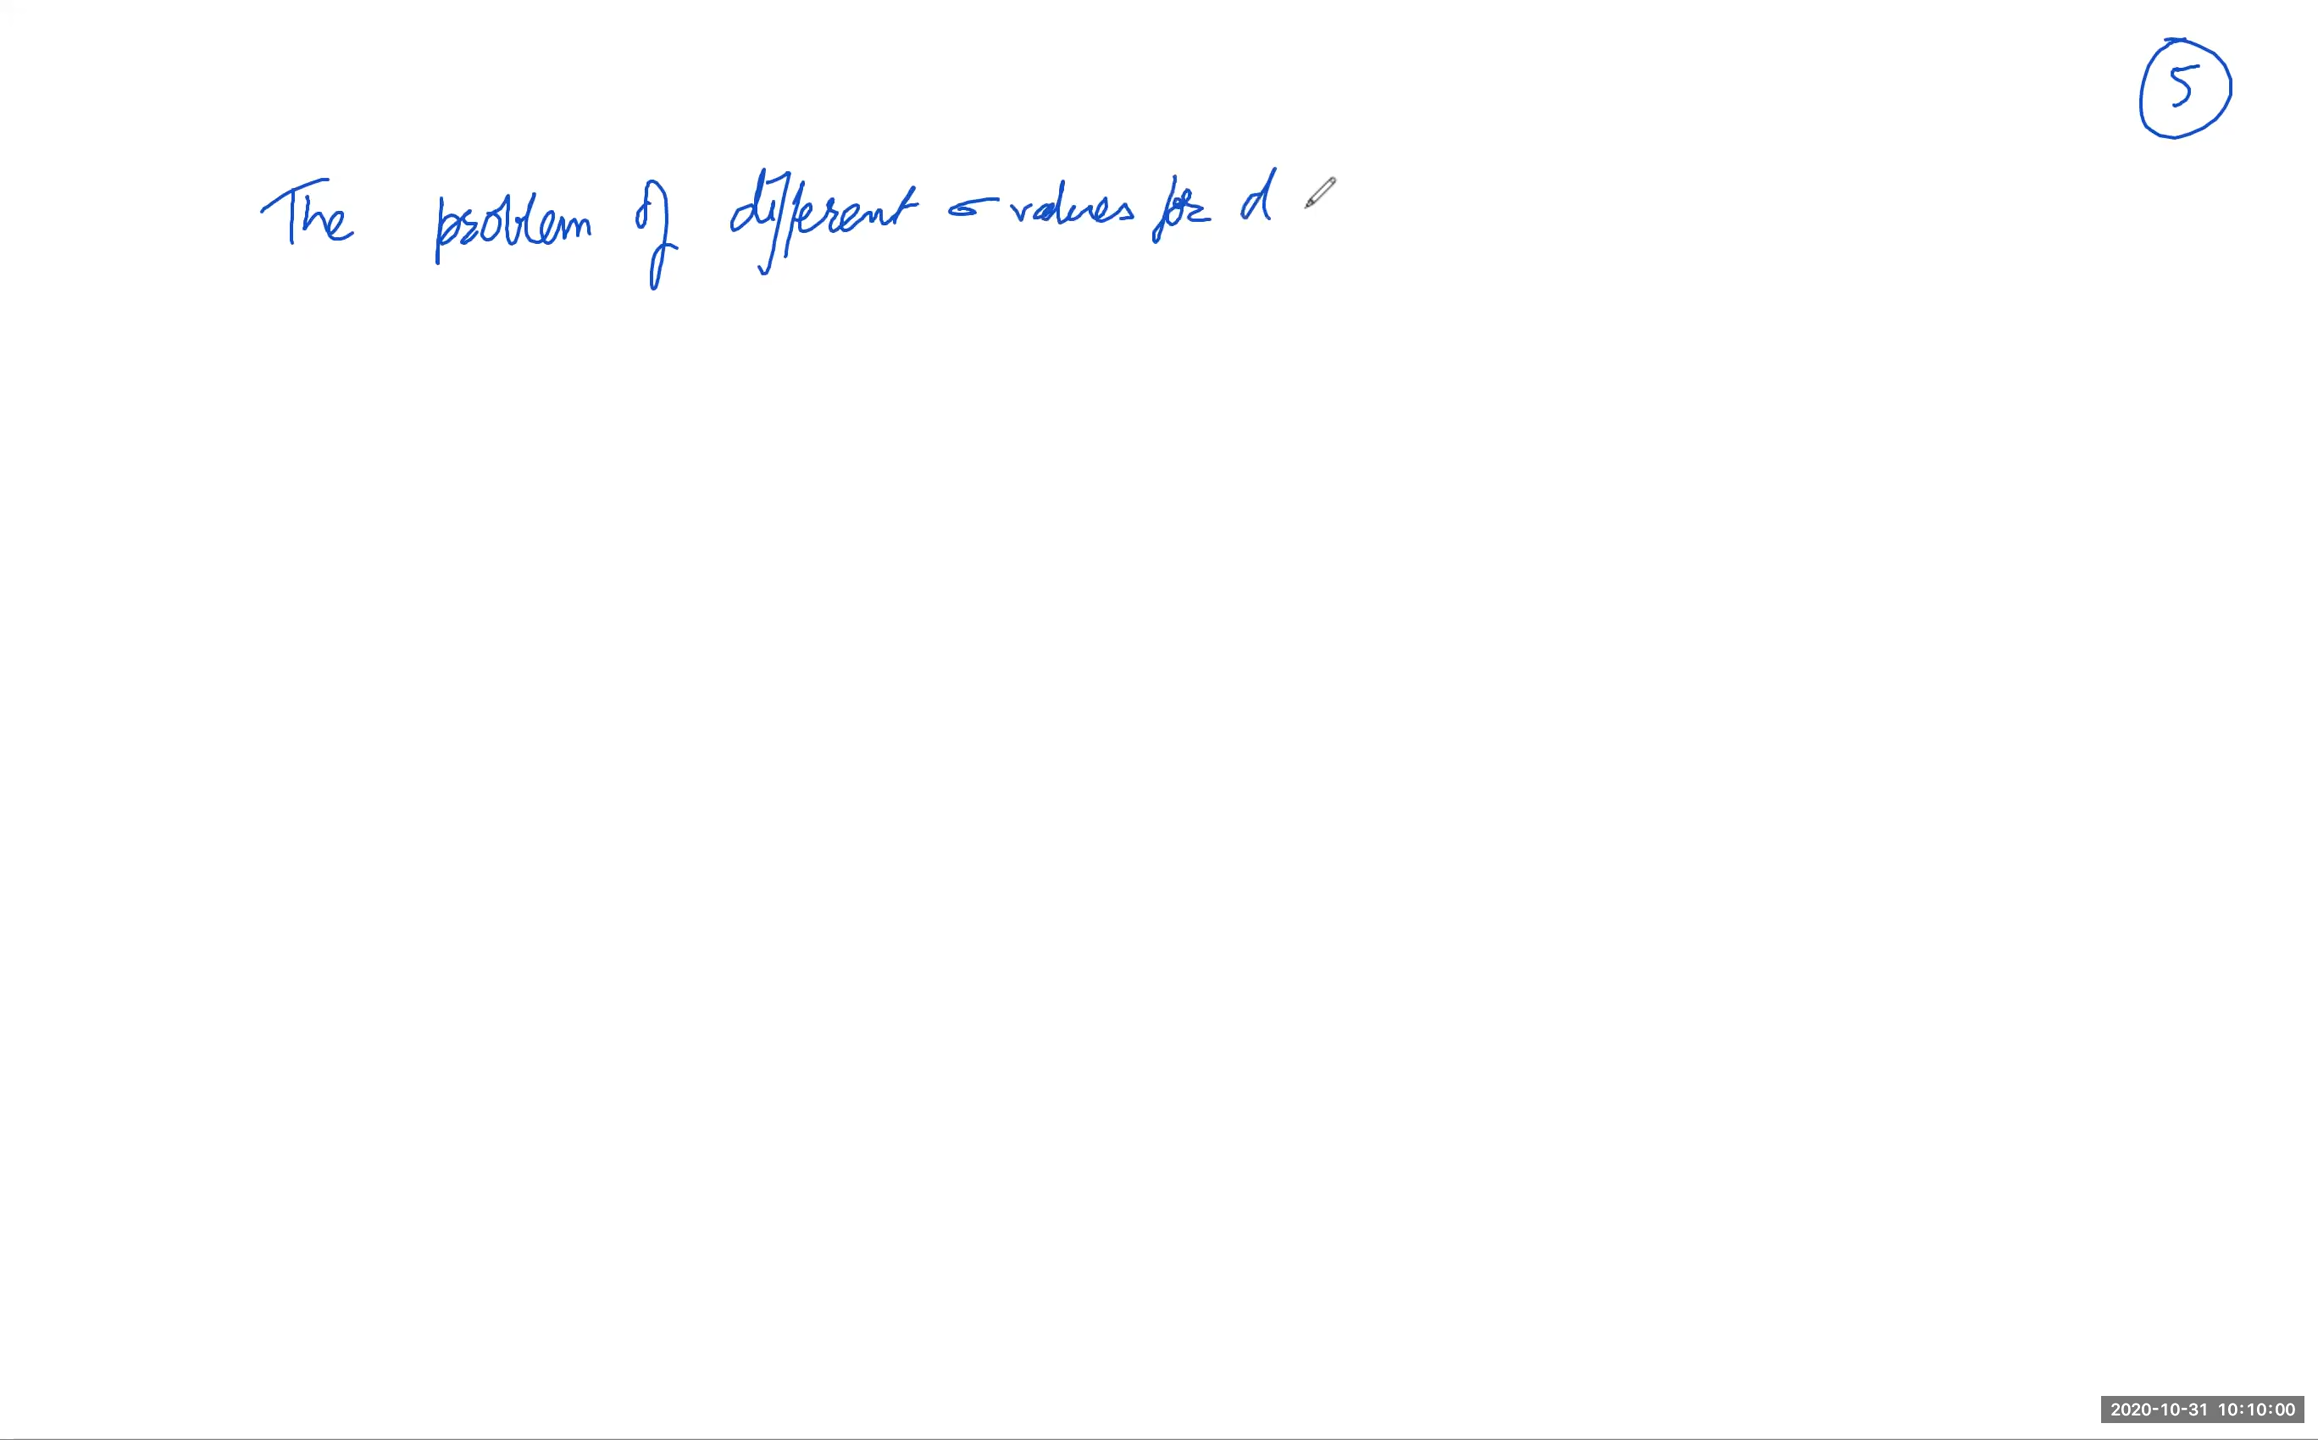 5
The problem of different σ values for d
2020-10-31 10:10:00